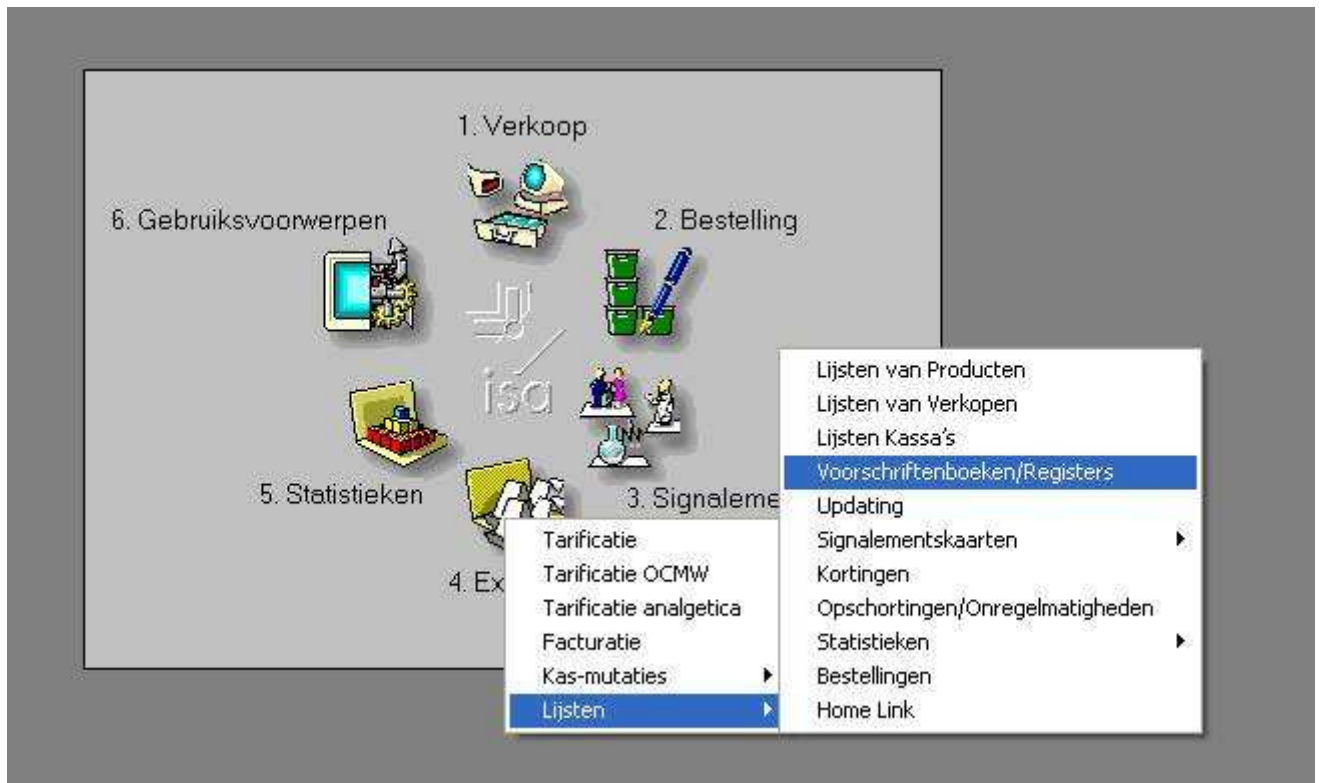 1. Verkoop
6. Gebruiksvoorwerpen
2. Bestelling
isa
5. Statistieken
3. Signaleme
4. Ex
Tarificatie
Tarificatie OCMW
Tarificatie analgetica
Facturatie
Kas-mutaties
Lijsten
Lijsten van Producten
Lijsten van Verkopen
Lijsten Kassa's
Voorschriftenboeken/Registers
Updating
Signalementskaarten
Kortingen
Opschortingen/Onregelmatigheden
Statistieken
Bestellingen
Home Link